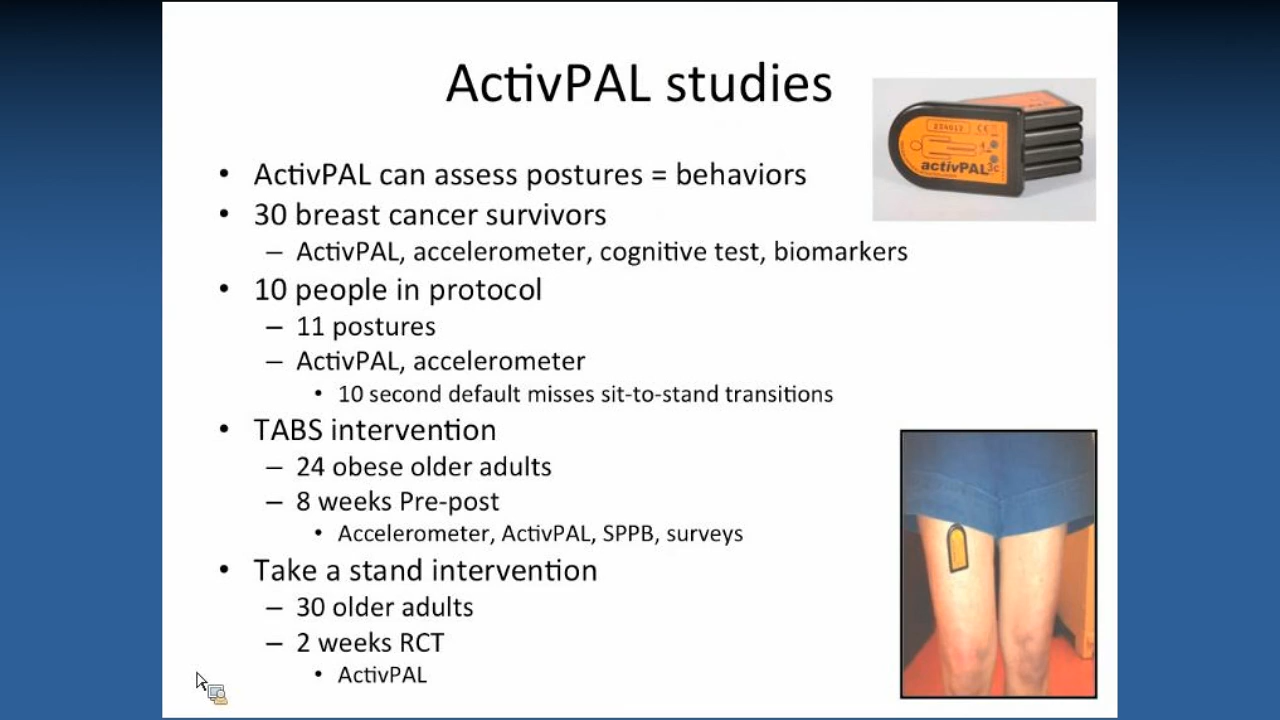 ActivPAL studies
• ActivPAL can assess postures = behaviors
• 30 breast cancer survivors
– ActivPAL, accelerometer, cognitive test, biomarkers
• 10 people in protocol
– 11 postures
– ActivPAL, accelerometer
• 10 second default misses sit-to-stand transitions
• TABS intervention
– 24 obese older adults
– 8 weeks Pre-post
• Accelerometer, ActivPAL, SPPB, surveys
• Take a stand intervention
– 30 older adults
– 2 weeks RCT
• ActivPAL
CE
activPAL3c